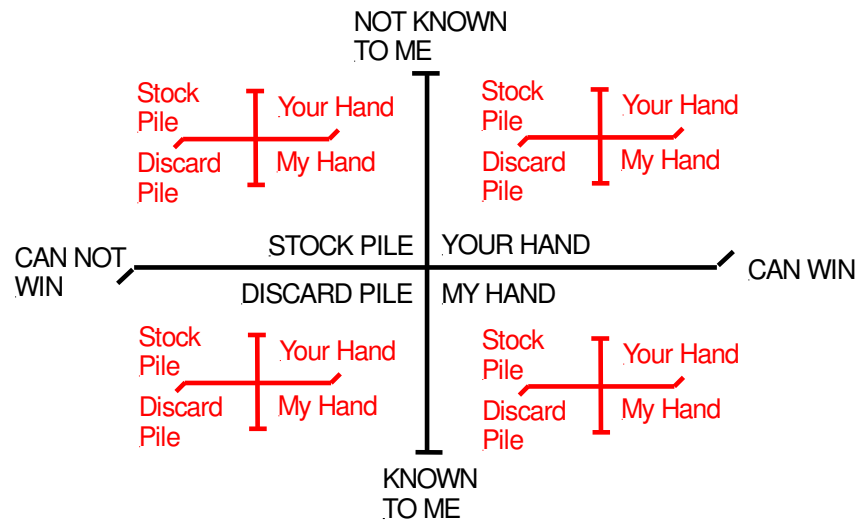 NOT KNOWN
TO ME
Stock
Pile
Your Hand
Discard
Pile
My Hand
Stock
Pile
Your Hand
Discard
Pile
My Hand
CAN NOT
WIN
STOCK PILE
YOUR HAND
DISCARD PILE
MY HAND
CAN WIN
Stock
Pile
Your Hand
Discard
Pile
My Hand
Stock
Pile
Your Hand
Discard
Pile
My Hand
KNOWN
TO ME